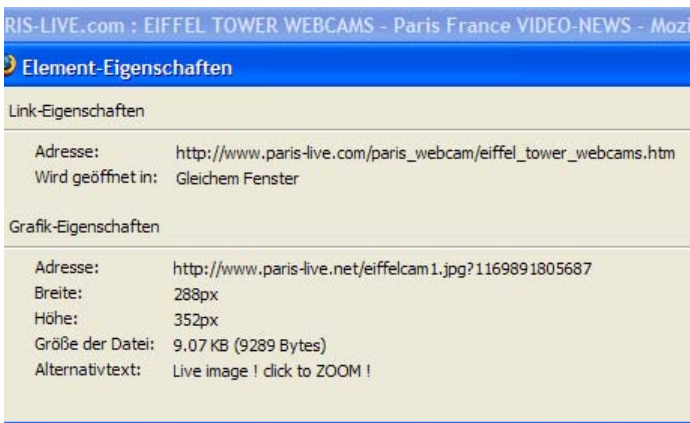 RIS-LIVE.com : EIFFEL TOWER WEBCAMS - Paris France VIDEO-NEWS - Mozi
Element-Eigenschaften
Link-Eigenschaften
Adresse: http://www.paris-live.com/paris_webcam/eiffel_tower_webcams.htm
Wird geöffnet in: Gleichem Fenster
Grafik-Eigenschaften
Adresse: http://www.paris-live.net/eiffelcam1.jpg?1169891805687
Breite: 288px
Höhe: 352px
Größe der Datei: 9.07 KB (9289 Bytes)
Alternativtext: Live image ! click to ZOOM !